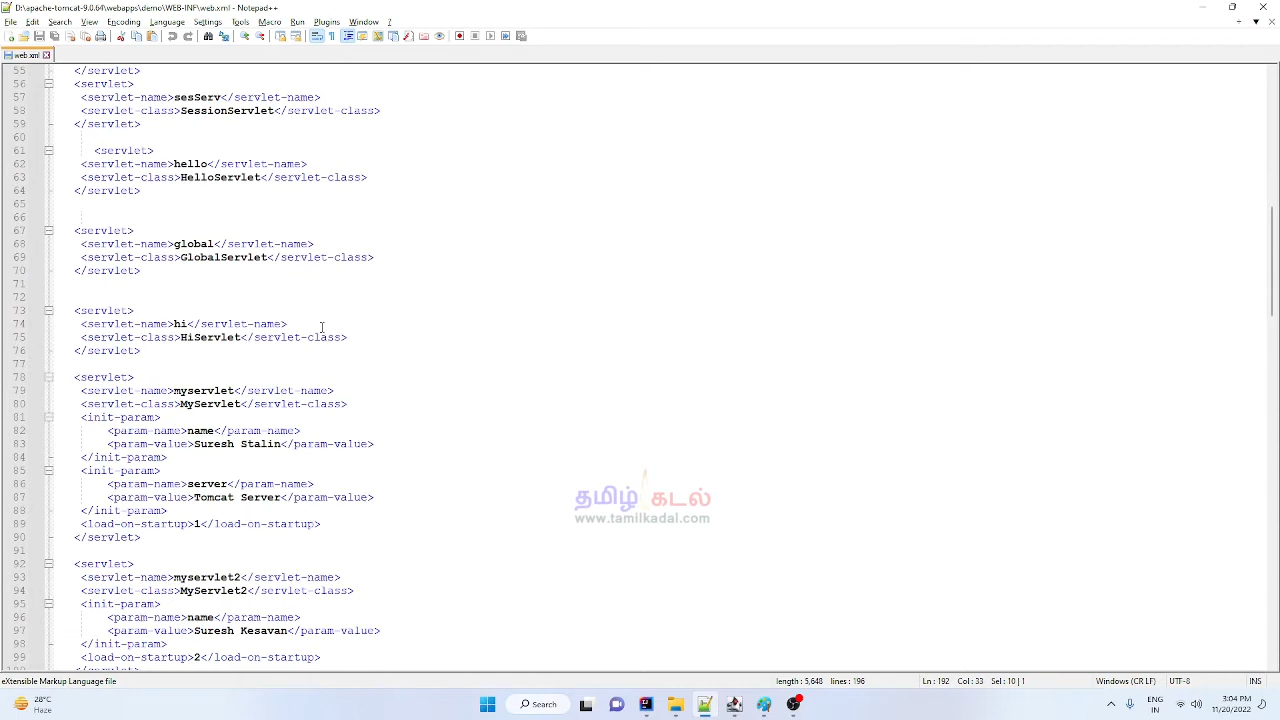 D:\apache-tomcat-9.0.64\webapps\demo\WEB-INF\web.xml - Notepad++
File Edit Search View Encoding Language Settings Tools Macro Run Plugins Window ?
web.xml
55 </servlet>
56 <servlet>
57 <servlet-name>sesServ</servlet-name>
58 <servlet-class>SessionServlet</servlet-class>
59 </servlet>
60
61 <servlet>
62 <servlet-name>hello</servlet-name>
63 <servlet-class>HelloServlet</servlet-class>
64 </servlet>
65
66
67 <servlet>
68 <servlet-name>global</servlet-name>
69 <servlet-class>GlobalServlet</servlet-class>
70 </servlet>
71
72
73 <servlet>
74 <servlet-name>hi</servlet-name>
75 <servlet-class>HiServlet</servlet-class>
76 </servlet>
77
78 <servlet>
79 <servlet-name>myservlet</servlet-name>
80 <servlet-class>MyServlet</servlet-class>
81 <init-param>
82 <param-name>name</param-name>
83 <param-value>Suresh Stalin</param-value>
84 </init-param>
85 <init-param>
86 <param-name>server</param-name>
87 <param-value>Tomcat Server</param-value>
88 </init-param>
89 <load-on-startup>1</load-on-startup>
90 </servlet>
91
92 <servlet>
93 <servlet-name>myservlet2</servlet-name>
94 <servlet-class>MyServlet2</servlet-class>
95 <init-param>
96 <param-name>name</param-name>
97 <param-value>Suresh Kesavan</param-value>
98 </init-param>
99 <load-on-startup>2</load-on-startup>
தமிழ் கடல்
www.tamilkadal.com
eXtensible Markup Language file length : 5,648 lines : 196 Ln : 192 Col : 33 Sel : 10 | 1 Windows (CR LF) UTF-8 INS
28°C
Haze
Search
ENG
IN
3:04 PM
11/20/2022